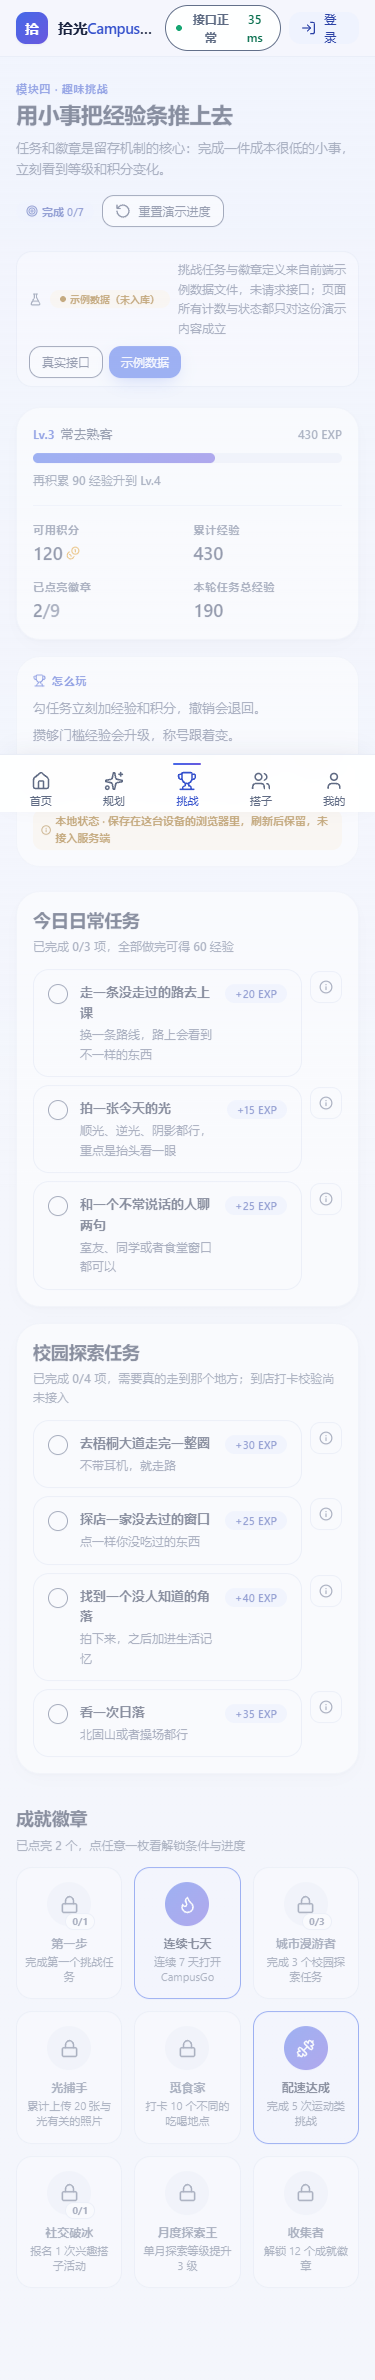 拾
拾光Campus...
接口正常
35 ms
登录
模块四 · 趣味挑战
用小事把经验条推上去
任务和徽章是留存机制的核心：完成一件成本很低的小事，
立刻看到等级和积分变化。
完成 0/7
重置演示进度
示例数据（未入库）
挑战任务与徽章定义来自前端示
例数据文件，未请求接口；页面
所有计数与状态都只对这份演示
内容成立
真实接口
示例数据
Lv.3 常去熟客
430 EXP
再积累 90 经验升到 Lv.4
可用积分
累计经验
120
430
已点亮徽章
本轮任务总经验
2/9
190
怎么玩
勾任务立刻加经验和积分，撤销会退回。
攒够门槛经验会升级，称号跟着变。
首页
规划
挑战
搭子
我的
本地状态 · 保存在这台设备的浏览器里，刷新后保留，未
接入服务端
今日日常任务
已完成 0/3 项，全部做完可得 60 经验
走一条没走过的路去上
课
+20 EXP
换一条路线，路上会看到
不一样的东西
拍一张今天的光
+15 EXP
顺光、逆光、阴影都行，
重点是抬头看一眼
和一个不常说话的人聊
两句
+25 EXP
室友、同学或者食堂窗口
都可以
校园探索任务
已完成 0/4 项，需要真的走到那个地方；到店打卡校验尚
未接入
去梧桐大道走完一整圈
+30 EXP
不带耳机，就走路
探店一家没去过的窗口
+25 EXP
点一样你没吃过的东西
找到一个没人知道的角
落
+40 EXP
拍下来，之后加进生活记
忆
看一次日落
+35 EXP
北固山或者操场都行
成就徽章
已点亮 2 个，点任意一枚看解锁条件与进度
0/1
第一步
完成第一个挑战任
务
连续七天
连续 7 天打开
CampusGo
0/3
城市漫游者
完成 3 个校园探
索任务
光捕手
累计上传 20 张与
光有关的照片
觅食家
打卡 10 个不同的
吃喝地点
配速达成
完成 5 次运动类
挑战
0/1
社交破冰
报名 1 次兴趣搭
子活动
月度探索王
单月探索等级提升
3 级
收集者
解锁 12 个成就徽
章